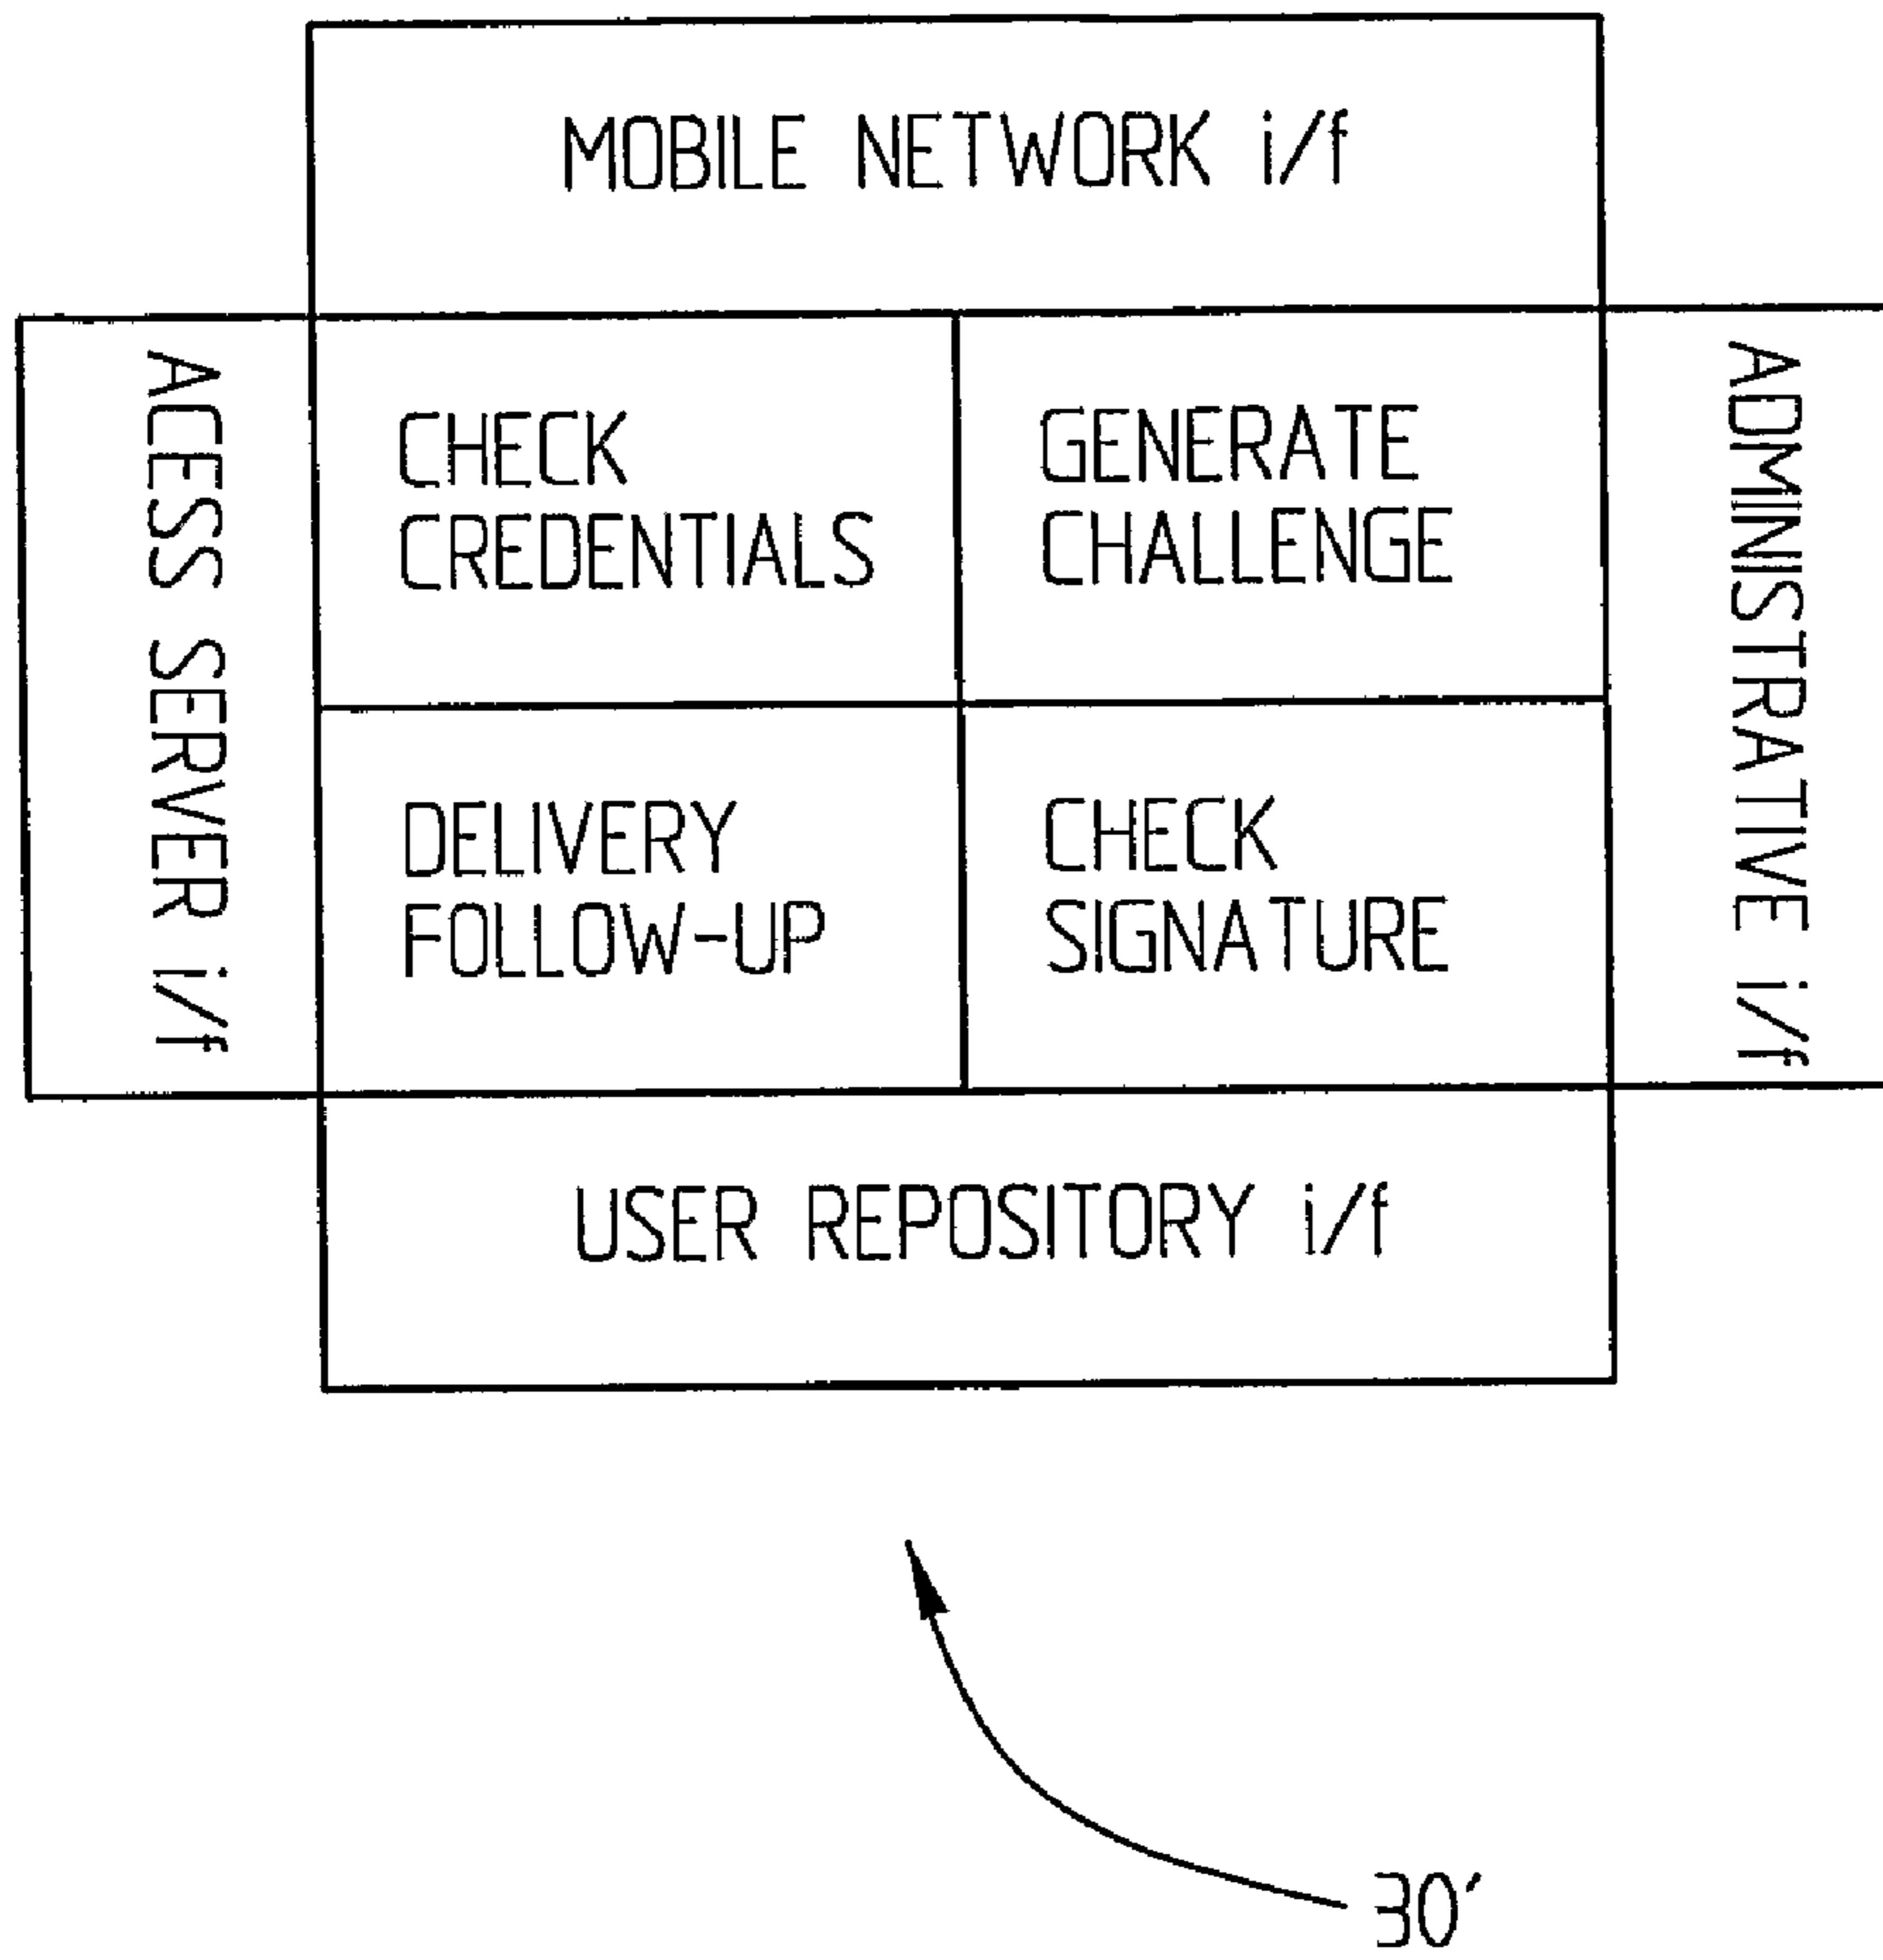 MOBILE NETWORK i/f
ACESS SERVER i/f
CHECK
CREDENTIALS
GENERATE
CHALLENGE
DELIVERY
FOLLOW-UP
CHECK
SIGNATURE
ADMINISTRATIVE i/f
USER REPOSITORY i/f
30'